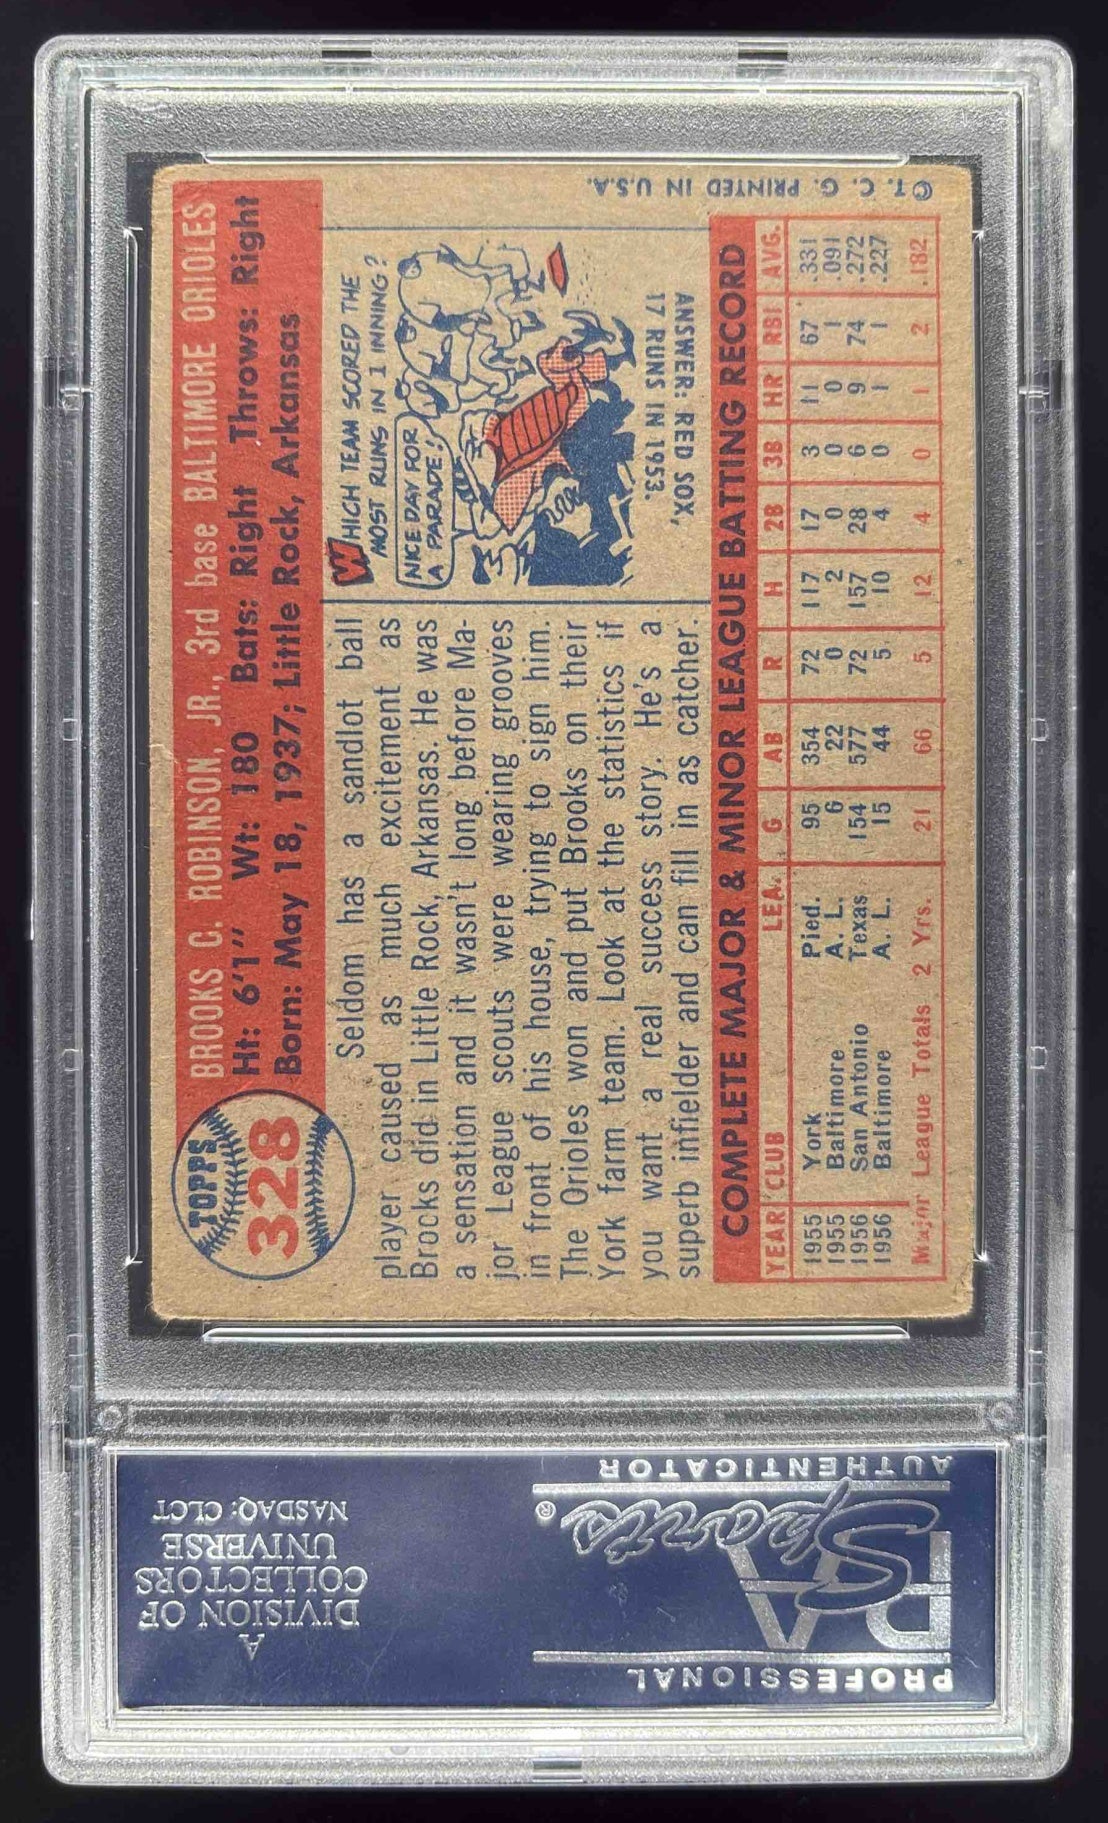 TOPPS
328
BROOKS C. ROBINSON, JR., 3rd base BALTIMORE ORIOLES
Ht: 6'1" Wt: 180 Bats: Right Throws: Right
Born: May 18, 1937; Little Rock, Arkansas
Seldom has a sandlot ball
player caused as much excitement as
Brooks did in Little Rock, Arkansas. He was
a sensation and it wasn't long before Ma-
jor League scouts were wearing grooves
in front of his house, trying to sign him.
The Orioles won and put Brooks on their
York farm team. Look at the statistics if
you want a real success story. He's a
superb infielder and can fill in as catcher.
WHICH TEAM SCORED THE
MOST RUNS IN 1 INNING?
NICE DAY FOR
A PARADE!
ANSWER: RED SOX,
17 RUNS IN 1953.
COMPLETE MAJOR & MINOR LEAGUE BATTING RECORD
YEAR CLUB LEA. G AB R H 2B 3B HR RBI AVG.
1955 York Pied. 95 354 72 117 17 3 11 67 .331
1955 Baltimore A. L. 6 22 0 2 0 0 0 1 .091
1956 San Antonio Texas 154 577 72 157 28 6 9 74 .272
1956 Baltimore A. L. 15 44 5 10 4 0 1 1 .227
Major League Totals 2 Yrs. 21 66 5 12 4 0 1 2 .182
© T. C. G. PRINTED IN U.S.A.
PROFESSIONAL
PSA
Sports
®
AUTHENTICATOR
A
DIVISION OF
COLLECTORS
UNIVERSE
NASDAQ: CLCT